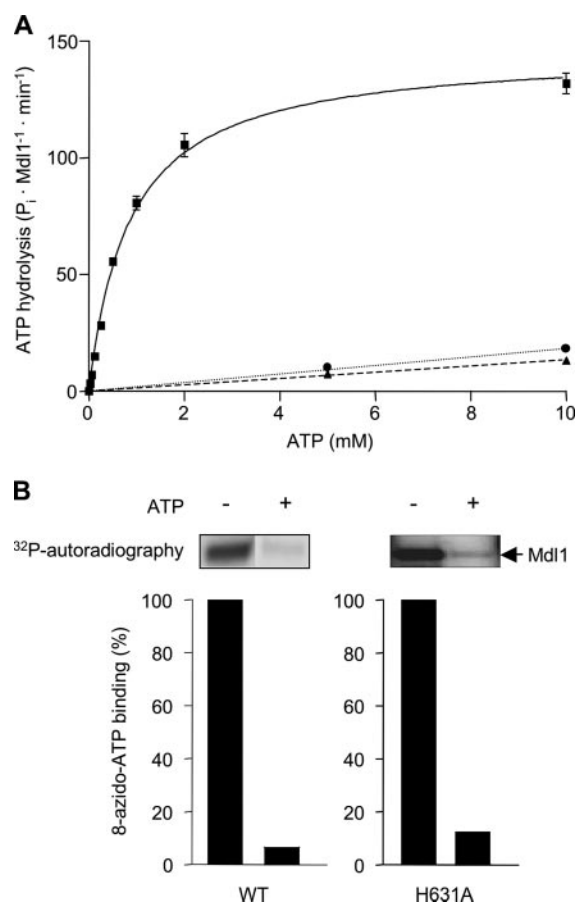 A
150
100
50
0
ATP hydrolysis (Pi · Mdl1⁻¹ · min⁻¹)
0 2 4 6 8 10
ATP (mM)
B
ATP - + - +
³²P-autoradiography
Mdl1
100 100
80 80
60 60
40 40
20 20
0 0
8-azido-ATP binding (%)
WT H631A